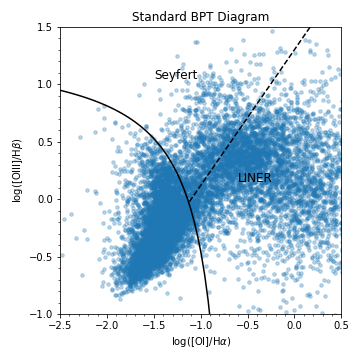 Standard BPT Diagram
1.5
1.0
0.5
0.0
−0.5
−1.0
log([OIII]/Hβ)
Seyfert
LINER
−2.5 −2.0 −1.5 −1.0 −0.5 0.0 0.5
log([OI]/Hα)